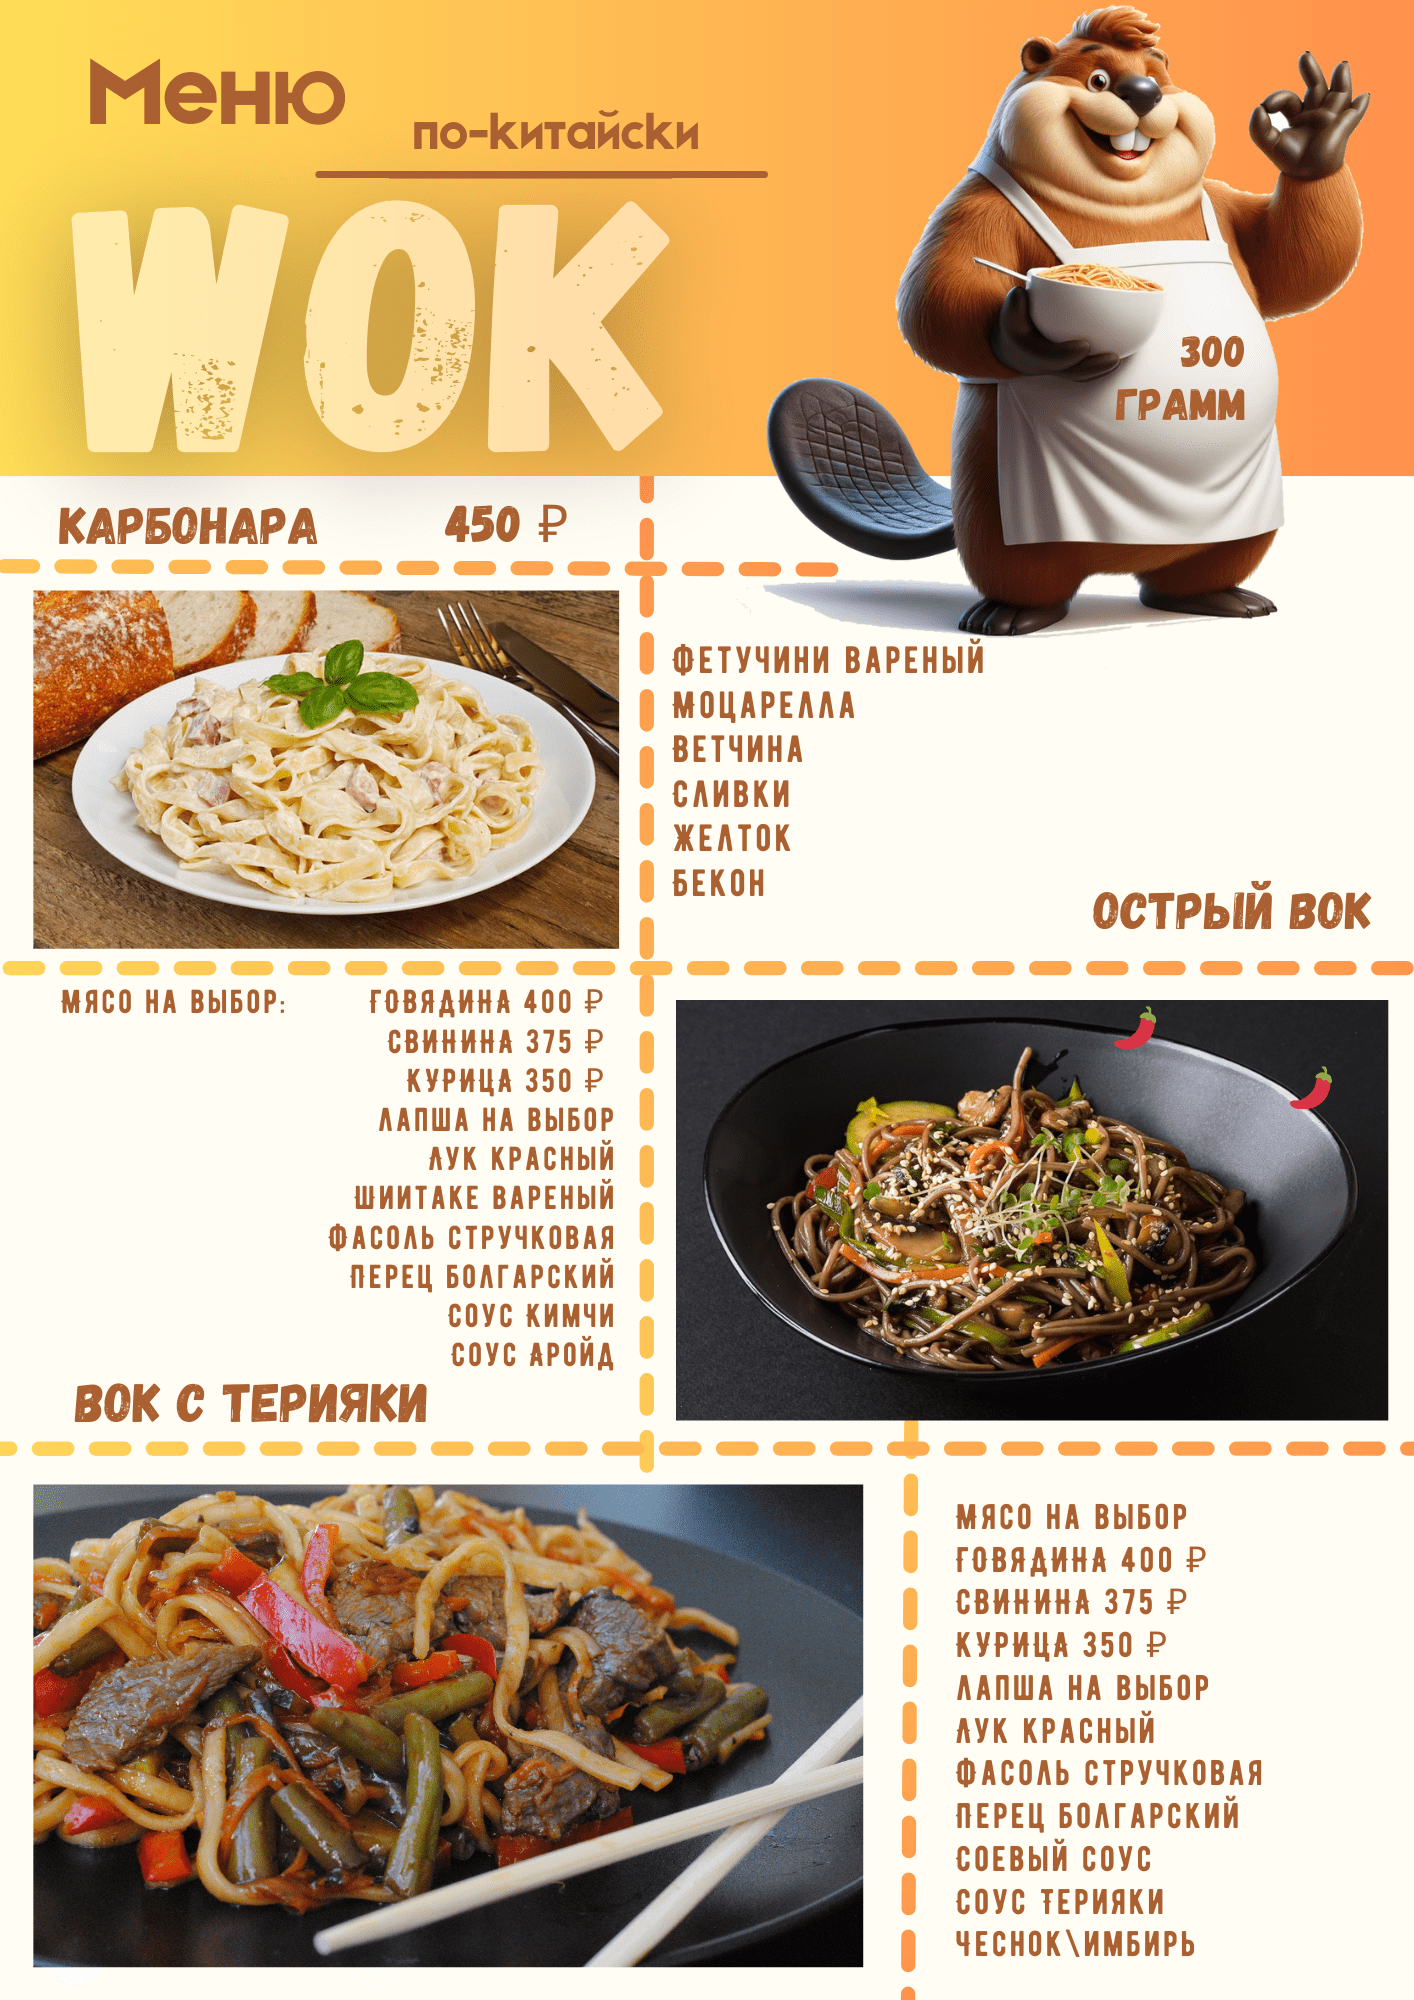 Меню
по-китайски
WOK
300
ГРАММ
КАРБОНАРА 450 ₽
ФЕТУЧИНИ ВАРЕНЫЙ
МОЦАРЕЛЛА
ВЕТЧИНА
СЛИВКИ
ЖЕЛТОК
БЕКОН
ОСТРЫЙ ВОК
МЯСО НА ВЫБОР: ГОВЯДИНА 400 ₽
СВИНИНА 375 ₽
КУРИЦА 350 ₽
ЛАПША НА ВЫБОР
ЛУК КРАСНЫЙ
ШИИТАКЕ ВАРЕНЫЙ
ФАСОЛЬ СТРУЧКОВАЯ
ПЕРЕЦ БОЛГАРСКИЙ
СОУС КИМЧИ
СОУС АРОЙД
ВОК С ТЕРИЯКИ
МЯСО НА ВЫБОР
ГОВЯДИНА 400 ₽
СВИНИНА 375 ₽
КУРИЦА 350 ₽
ЛАПША НА ВЫБОР
ЛУК КРАСНЫЙ
ФАСОЛЬ СТРУЧКОВАЯ
ПЕРЕЦ БОЛГАРСКИЙ
СОЕВЫЙ СОУС
СОУС ТЕРИЯКИ
ЧЕСНОК\ИМБИРЬ